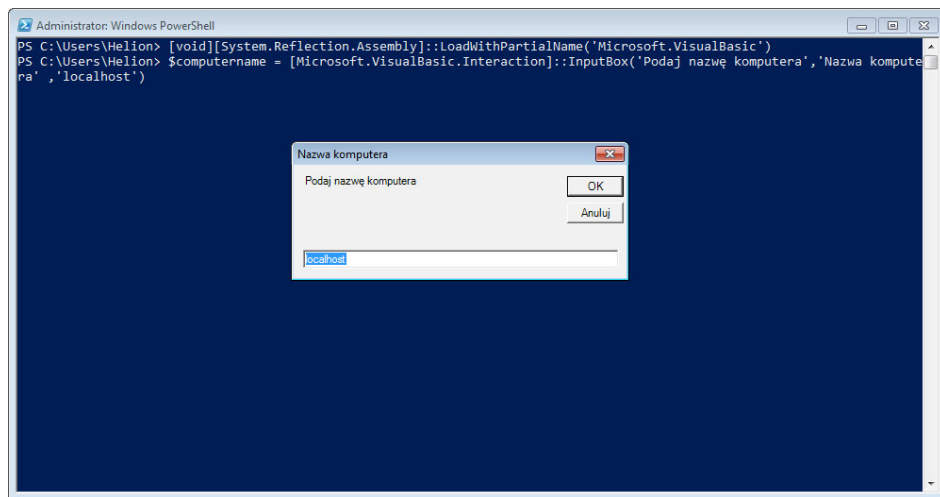 Administrator: Windows PowerShell
PS C:\Users\Helion> [void][System.Reflection.Assembly]::LoadWithPartialName('Microsoft.VisualBasic')
PS C:\Users\Helion> $computername = [Microsoft.VisualBasic.Interaction]::InputBox('Podaj nazwę komputera','Nazwa kompute
ra' ,'localhost')
Nazwa komputera
Podaj nazwę komputera
OK
Anuluj
localhost